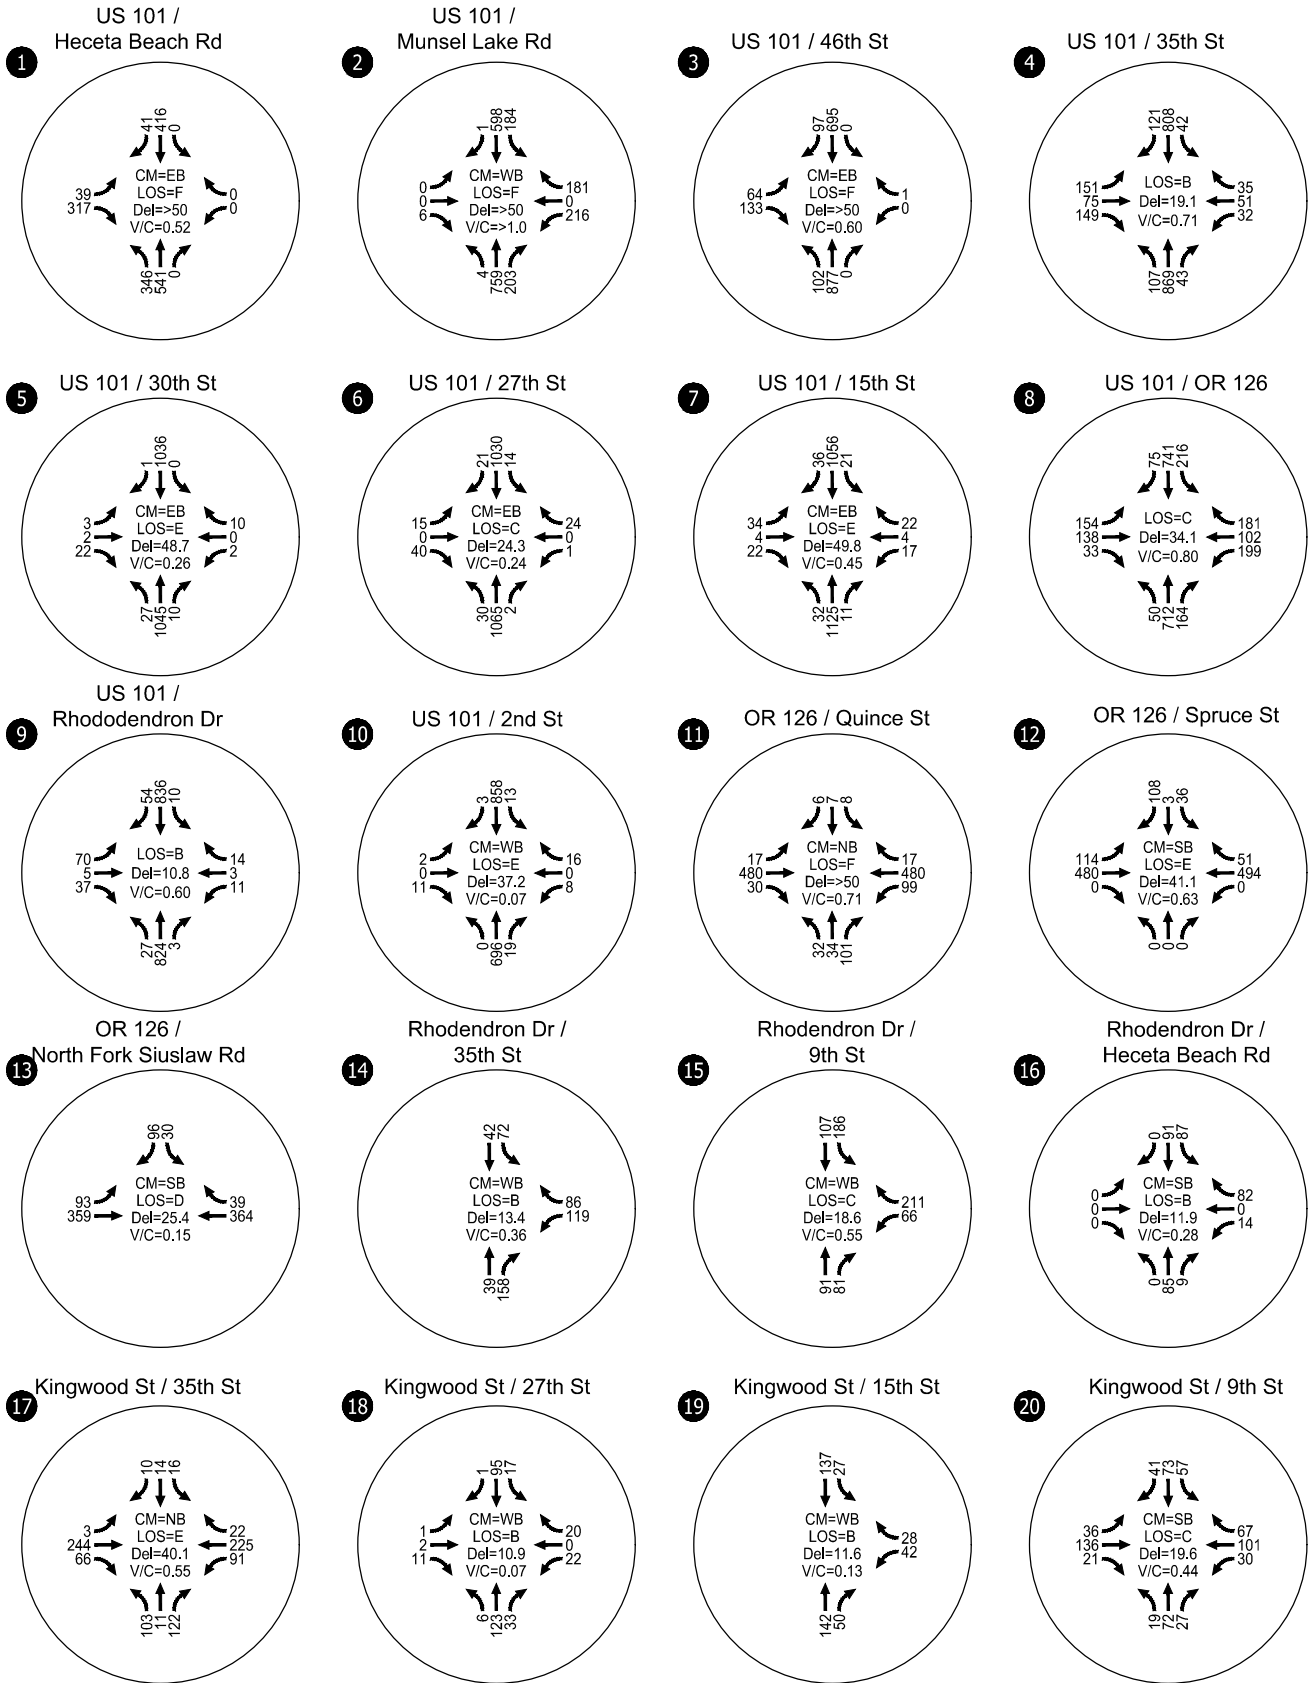 1
US 101 /
Heceta Beach Rd
41 416 0
39
317
CM=EB
LOS=F
Del=>50
V/C=0.52
0
0
346 541 0
2
US 101 /
Munsel Lake Rd
1 598 184
0
0
6
CM=WB
LOS=F
Del=>50
V/C=>1.0
181
0
216
4 759 203
3
US 101 / 46th St
97 695 0
64
133
CM=EB
LOS=F
Del=>50
V/C=0.60
1
0
102 877 0
4
US 101 / 35th St
121 808 42
151
75
149
LOS=B
Del=19.1
V/C=0.71
35
51
32
107 869 43
5
US 101 / 30th St
1 1036 0
3
2
22
CM=EB
LOS=E
Del=48.7
V/C=0.26
10
0
2
27 1045 10
6
US 101 / 27th St
21 1030 14
15
0
40
CM=EB
LOS=C
Del=24.3
V/C=0.24
24
0
1
30 1065 2
7
US 101 / 15th St
36 1056 21
34
4
22
CM=EB
LOS=E
Del=49.8
V/C=0.45
22
4
17
32 1125 11
8
US 101 / OR 126
75 741 216
154
138
33
LOS=C
Del=34.1
V/C=0.80
181
102
199
50 712 164
9
US 101 /
Rhododendron Dr
54 836 10
70
5
37
LOS=B
Del=10.8
V/C=0.60
14
3
11
27 824 3
10
US 101 / 2nd St
3 858 13
2
0
11
CM=WB
LOS=E
Del=37.2
V/C=0.07
16
0
8
0 696 19
11
OR 126 / Quince St
6 7 8
17
480
30
CM=NB
LOS=F
Del=>50
V/C=0.71
17
480
99
32 34 101
12
OR 126 / Spruce St
108 3 36
114
480
0
CM=SB
LOS=E
Del=41.1
V/C=0.63
51
494
0
0 0 0
13
OR 126 /
North Fork Siuslaw Rd
96 30
93
359
CM=SB
LOS=D
Del=25.4
V/C=0.15
39
364
14
Rhodendron Dr /
35th St
42 72
CM=WB
LOS=B
Del=13.4
V/C=0.36
86
119
39 158
15
Rhodendron Dr /
9th St
107 186
CM=WB
LOS=C
Del=18.6
V/C=0.55
211
66
91 81
16
Rhodendron Dr /
Heceta Beach Rd
0 91 87
0
0
0
CM=SB
LOS=B
Del=11.9
V/C=0.28
82
0
14
0 85 9
17
Kingwood St / 35th St
10 14 16
3
244
66
CM=NB
LOS=E
Del=40.1
V/C=0.55
22
225
91
103 11 122
18
Kingwood St / 27th St
1 95 17
1
2
11
CM=WB
LOS=B
Del=10.9
V/C=0.07
20
0
22
6 123 33
19
Kingwood St / 15th St
137 27
CM=WB
LOS=B
Del=11.6
V/C=0.13
28
42
142 50
20
Kingwood St / 9th St
41 73 57
36
136
21
CM=SB
LOS=C
Del=19.6
V/C=0.44
67
101
30
19 72 27